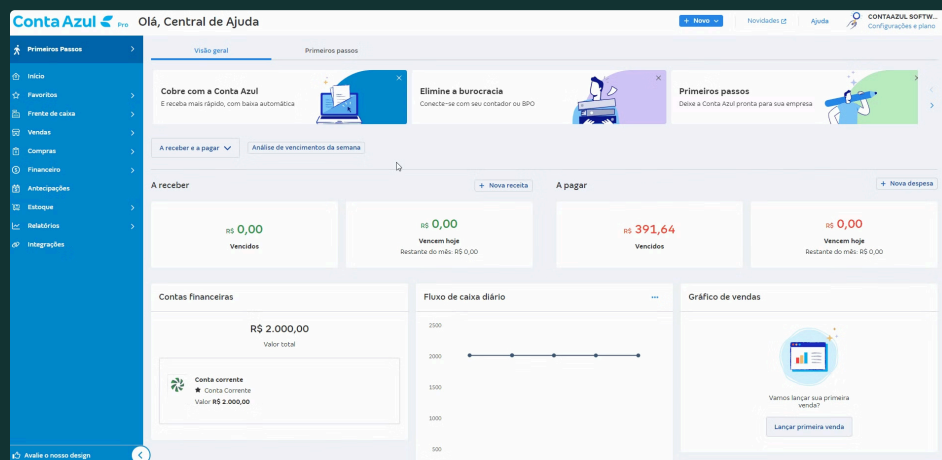 Conta Azul Pro
Olá, Central de Ajuda
+ Novo
Novidades
Ajuda
CONTAAZUL SOFTW...
Configurações e plano
Primeiros Passos
Início
Favoritos
Frente de caixa
Vendas
Compras
Financeiro
Antecipações
Estoque
Relatórios
Integrações
Avalie o nosso design
Visão geral
Primeiros passos
Cobre com a Conta Azul
E receba mais rápido, com baixa automática
Elimine a burocracia
Conecte-se com seu contador ou BPO
Primeiros passos
Deixe a Conta Azul pronta para sua empresa
A receber e a pagar
Análise de vencimentos da semana
A receber
+ Nova receita
R$ 0,00
Vencidos
R$ 0,00
Vencem hoje
Restante do mês: R$ 0,00
A pagar
+ Nova despesa
R$ 391,64
Vencidos
R$ 0,00
Vencem hoje
Restante do mês: R$ 0,00
Contas financeiras
R$ 2.000,00
Valor total
Conta corrente
Conta Corrente
Valor R$ 2.000,00
Fluxo de caixa diário
2500
2000
1500
1000
500
Gráfico de vendas
Vamos lançar sua primeira
venda?
Lançar primeira venda